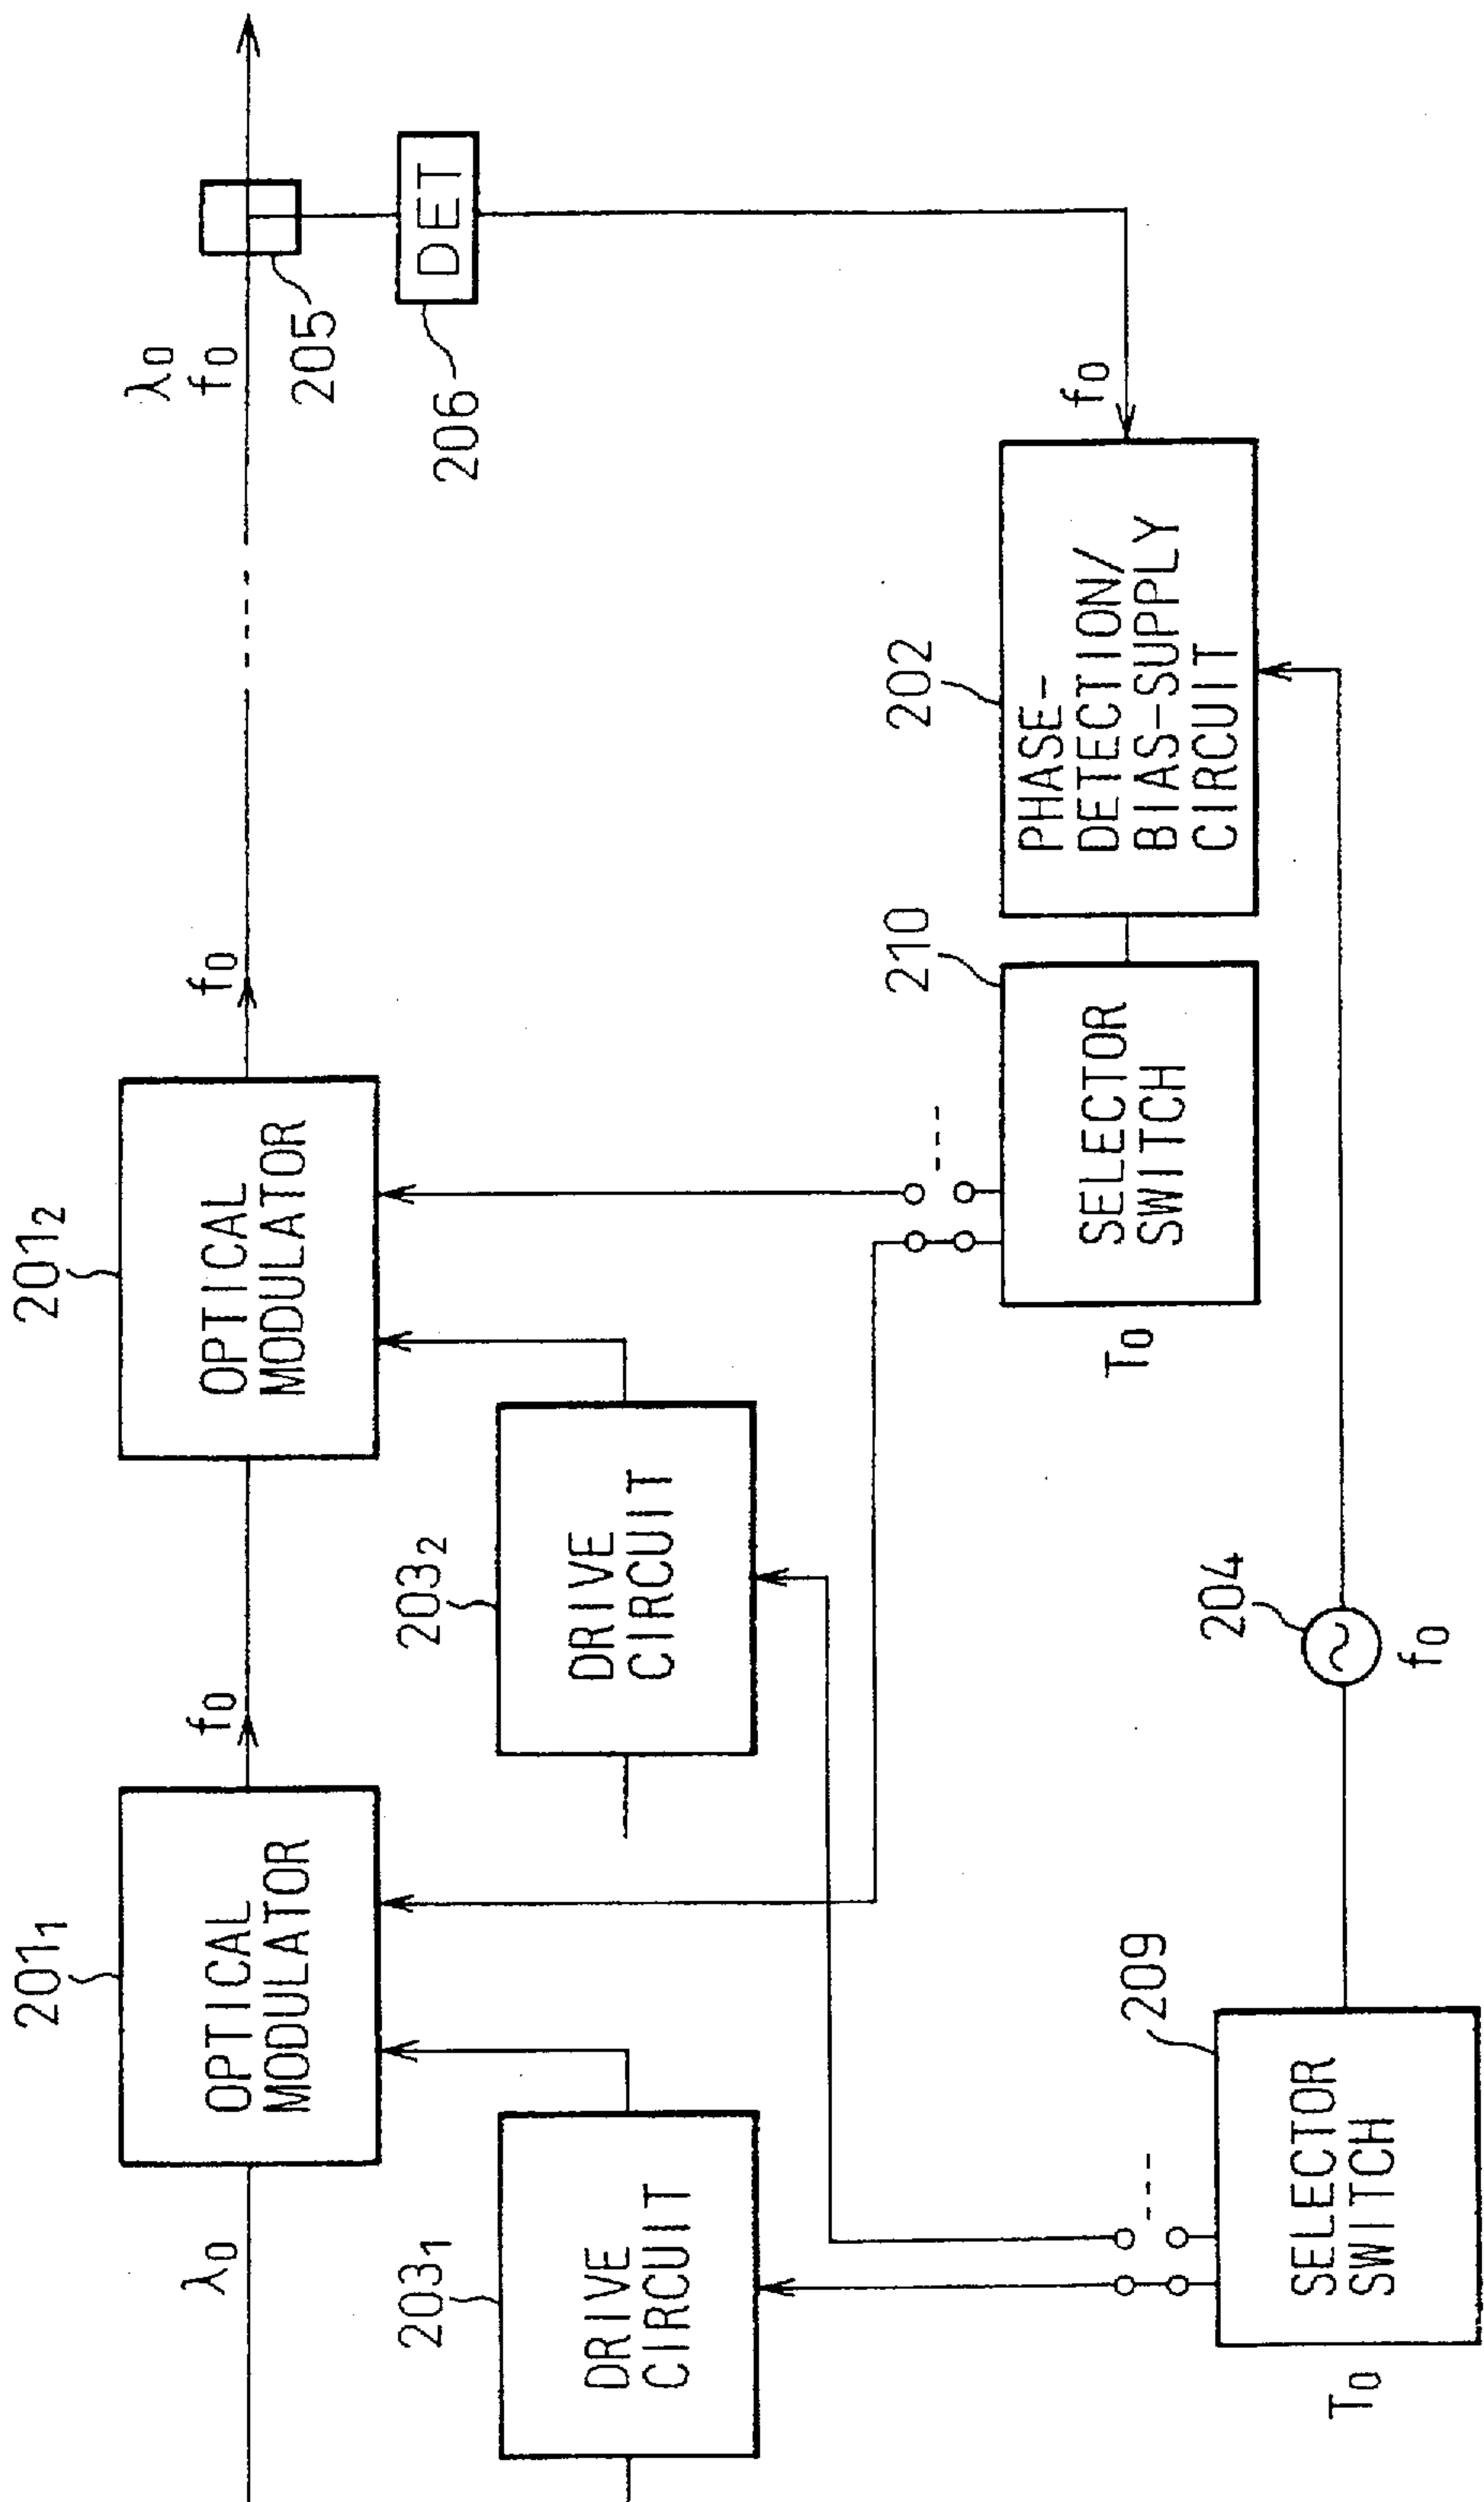 201₁
201₂
λ₀
OPTICAL
MODULATOR
f₀
OPTICAL
MODULATOR
f₀
λ₀
f₀
205
DET
206
203₁
DRIVE
CIRCUIT
203₂
DRIVE
CIRCUIT
210
SELECTOR
SWITCH
T₀
202
PHASE-
DETECTION/
BIAS-SUPPLY
CIRCUIT
f₀
209
SELECTOR
SWITCH
T₀
204
f₀